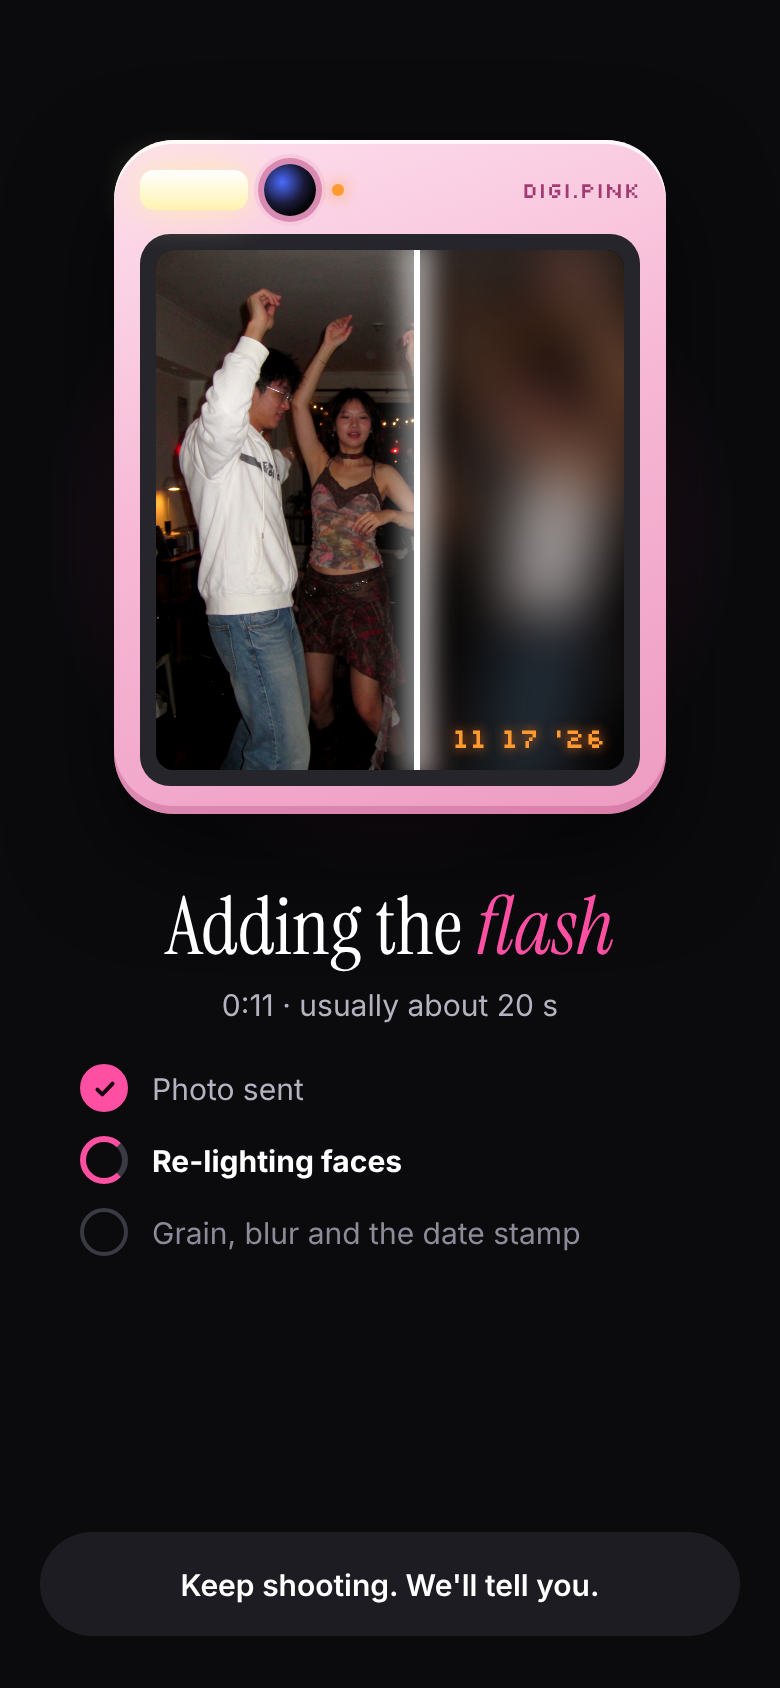 DIGI.PINK
11 17 '26
Adding the flash
0:11 · usually about 20 s
Photo sent
Re-lighting faces
Grain, blur and the date stamp
Keep shooting. We'll tell you.